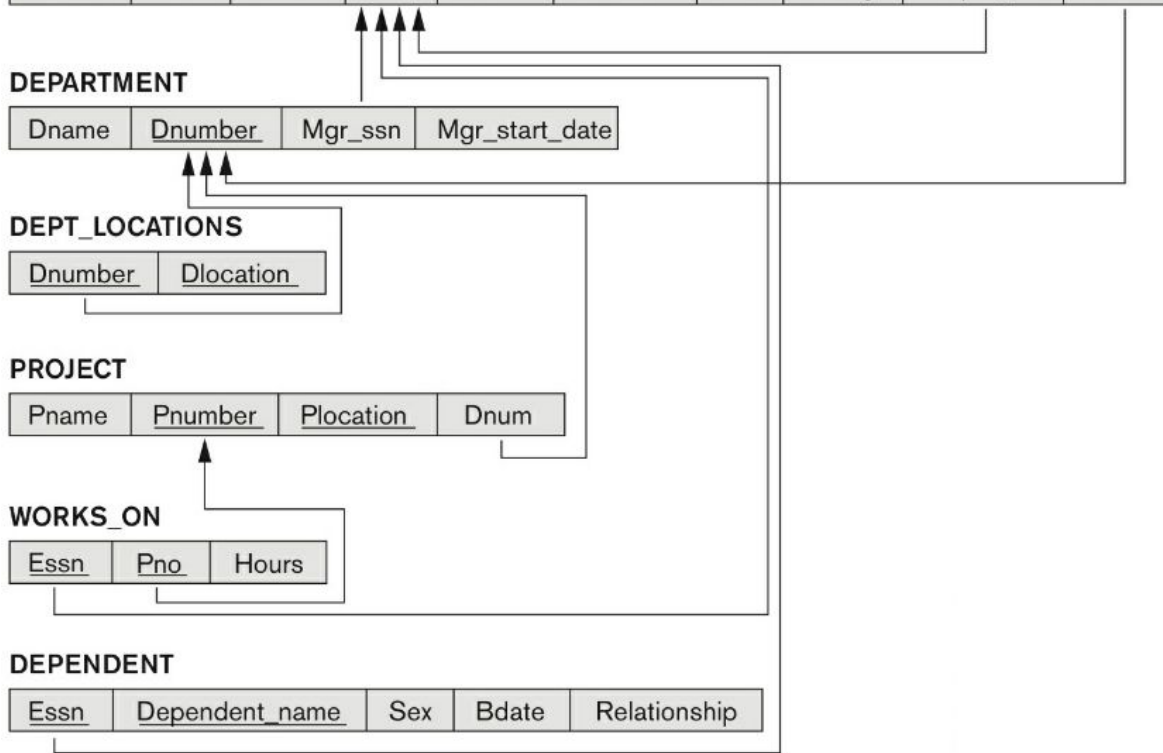 DEPARTMENT
Dname Dnumber Mgr_ssn Mgr_start_date
DEPT_LOCATIONS
Dnumber Dlocation
PROJECT
Pname Pnumber Plocation Dnum
WORKS_ON
Essn Pno Hours
DEPENDENT
Essn Dependent_name Sex Bdate Relationship